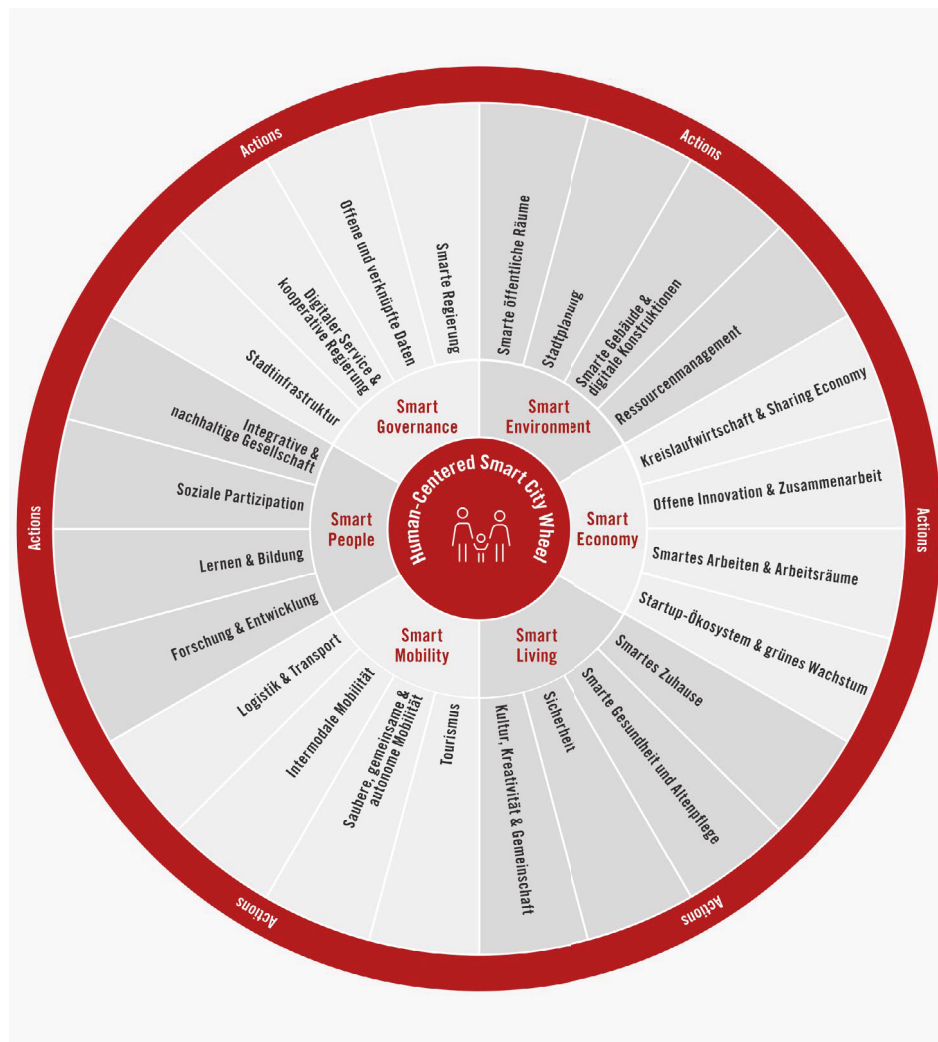 Human-Centered Smart City Wheel
Smart
Governance
Smart
Environment
Smart
Economy
Smart
Living
Smart
Mobility
Smart
People
Stadtinfrastruktur
Digitaler Service &
kooperative Regierung
Offene und verknüpfte Daten
Smarte Regierung
Smarte öffentliche Räume
Stadtplanung
Smarte Gebäude &
digitale Konstruktionen
Ressourcenmanagement
Kreislaufwirtschaft & Sharing Economy
Offene Innovation & Zusammenarbeit
Smartes Arbeiten & Arbeitsräume
Startup-Ökosystem & grünes Wachstum
Smartes Zuhause
Smarte Gesundheit und Altenpflege
Sicherheit
Kultur, Kreativität & Gemeinschaft
Tourismus
Saubere, gemeinsame &
autonome Mobilität
Intermodale Mobilität
Logistik & Transport
Forschung & Entwicklung
Lernen & Bildung
Soziale Partizipation
Integrative &
nachhaltige Gesellschaft
Actions
Actions
Actions
Actions
Actions
Actions